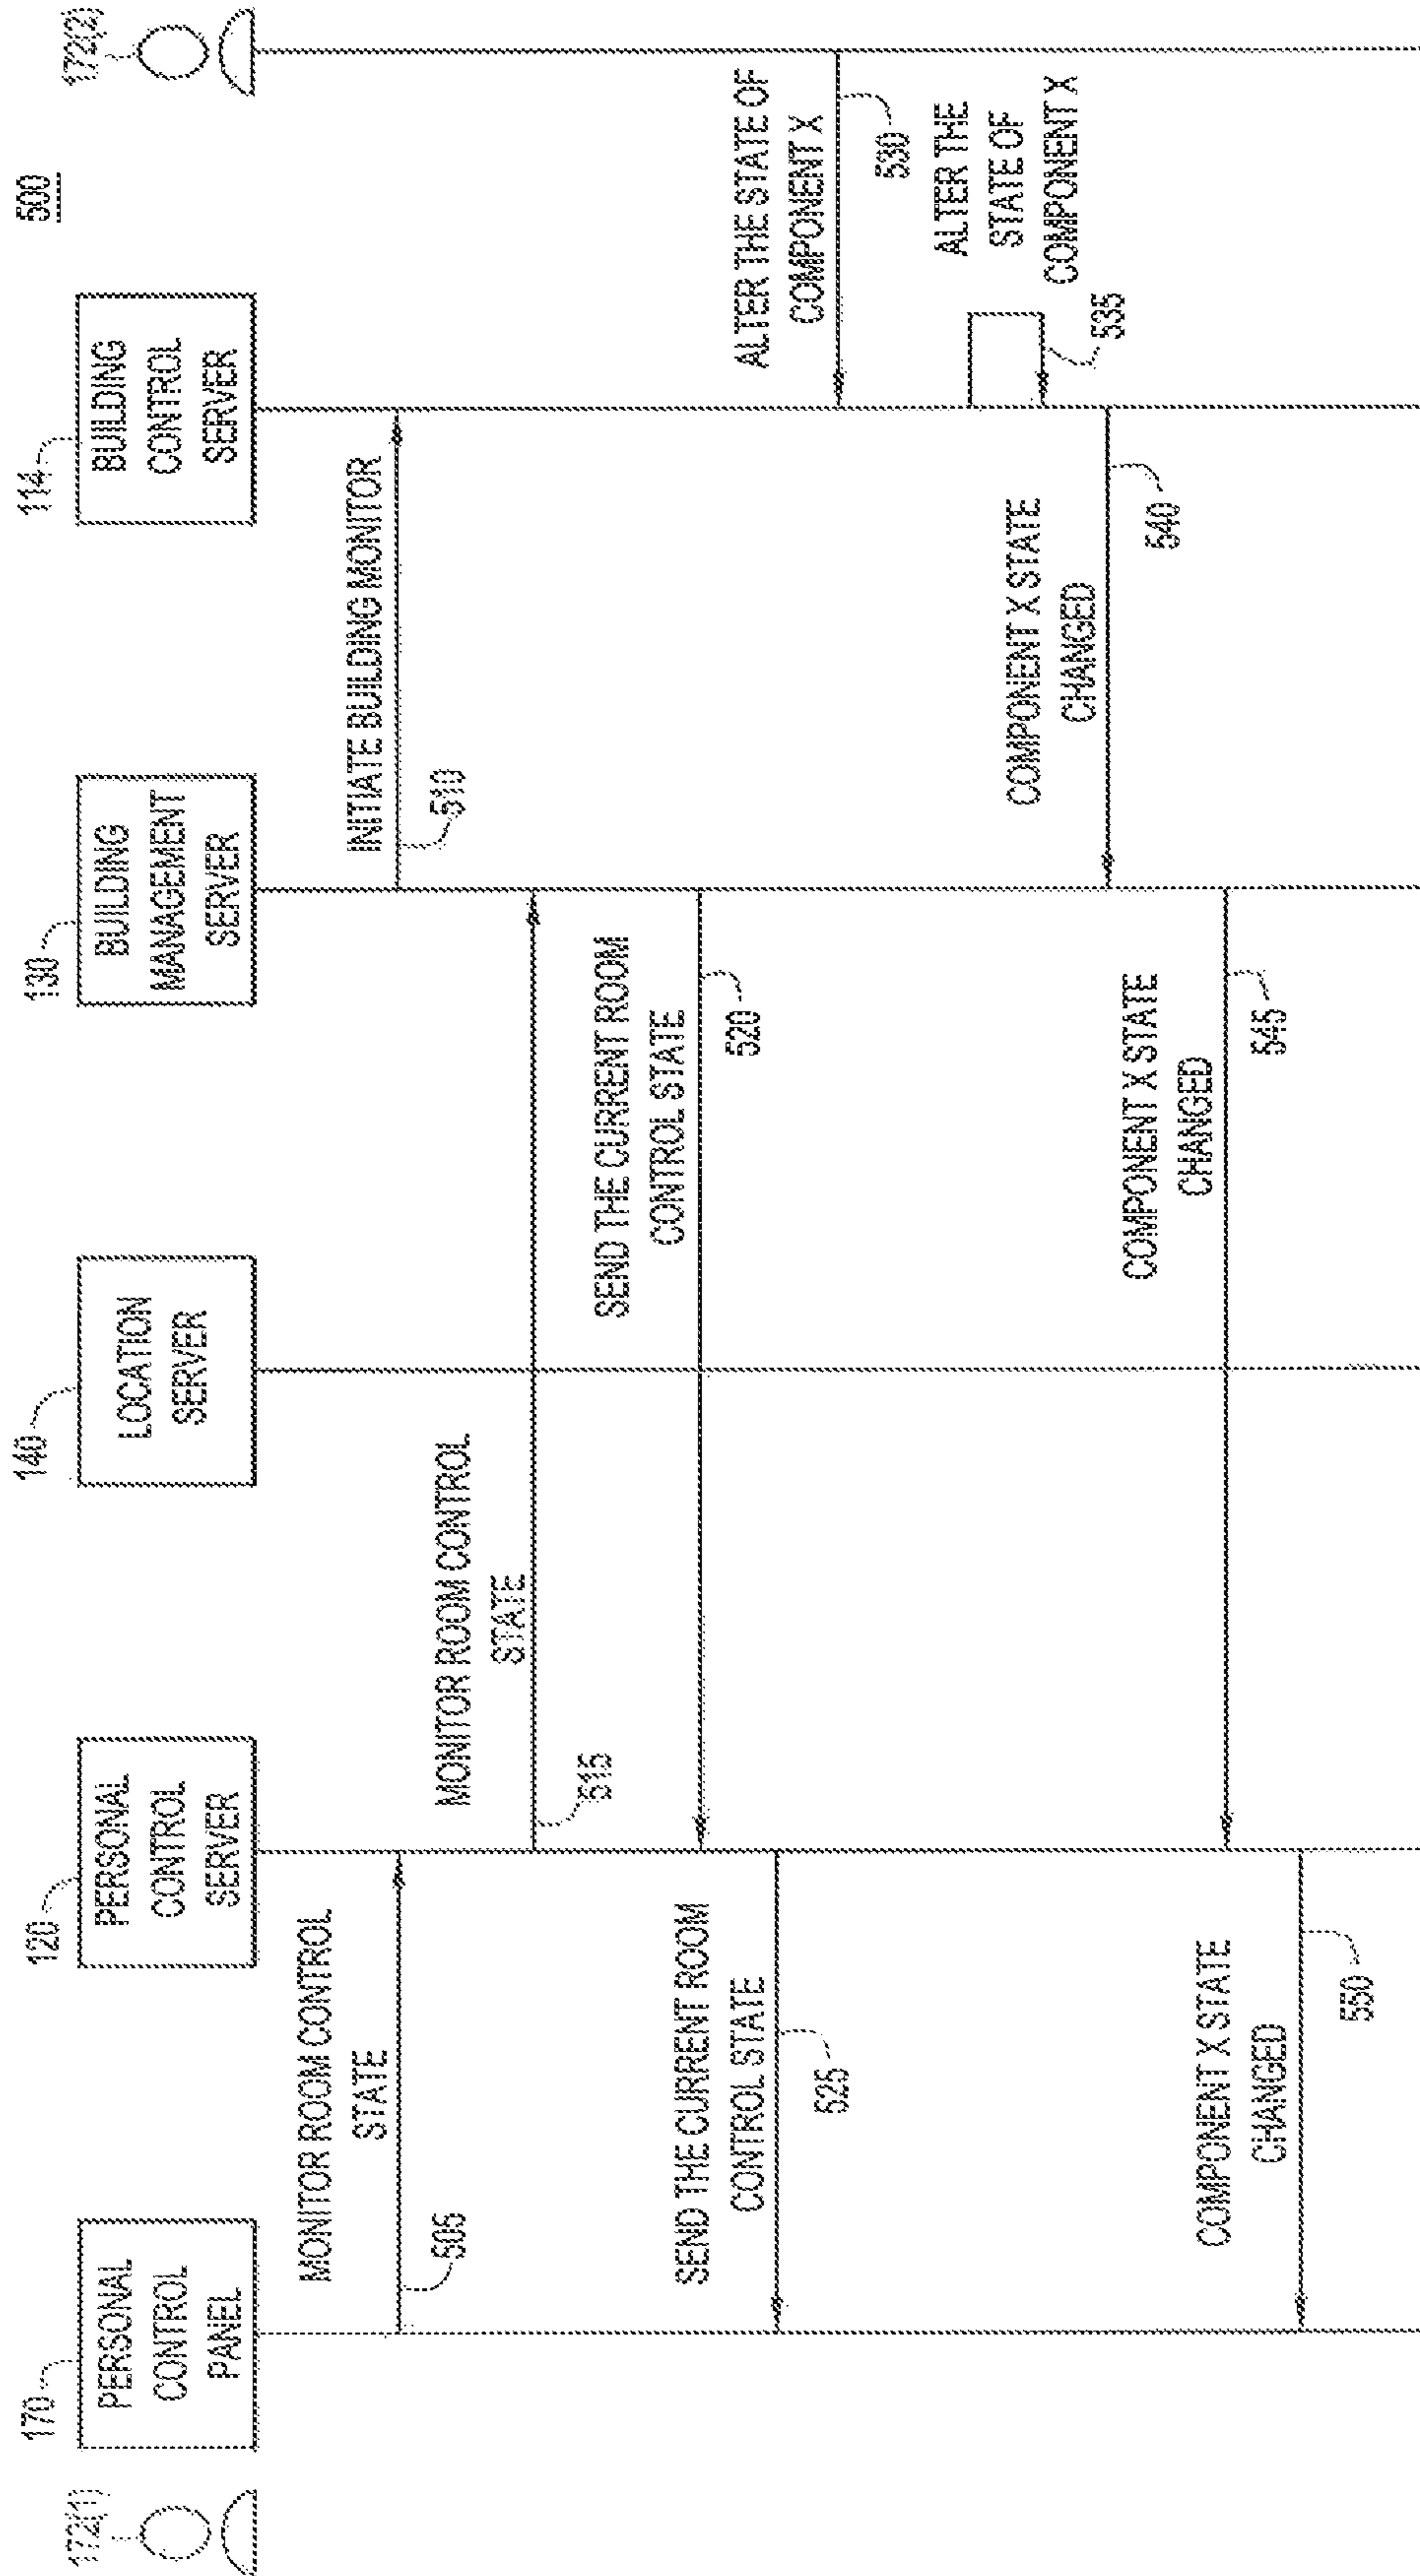 500
172(1)
170
120
140
130
114
172(2)
PERSONAL
CONTROL
PANEL
PERSONAL
CONTROL
SERVER
LOCATION
SERVER
BUILDING
MANAGEMENT
SERVER
BUILDING
CONTROL
SERVER
MONITOR ROOM CONTROL
STATE
505
INITIATE BUILDING MONITOR
510
MONITOR ROOM CONTROL
STATE
515
SEND THE CURRENT ROOM
CONTROL STATE
520
SEND THE CURRENT ROOM
CONTROL STATE
525
ALTER THE STATE OF
COMPONENT X
530
ALTER THE
STATE OF
COMPONENT X
535
COMPONENT X STATE
CHANGED
540
COMPONENT X STATE
CHANGED
545
COMPONENT X STATE
CHANGED
550